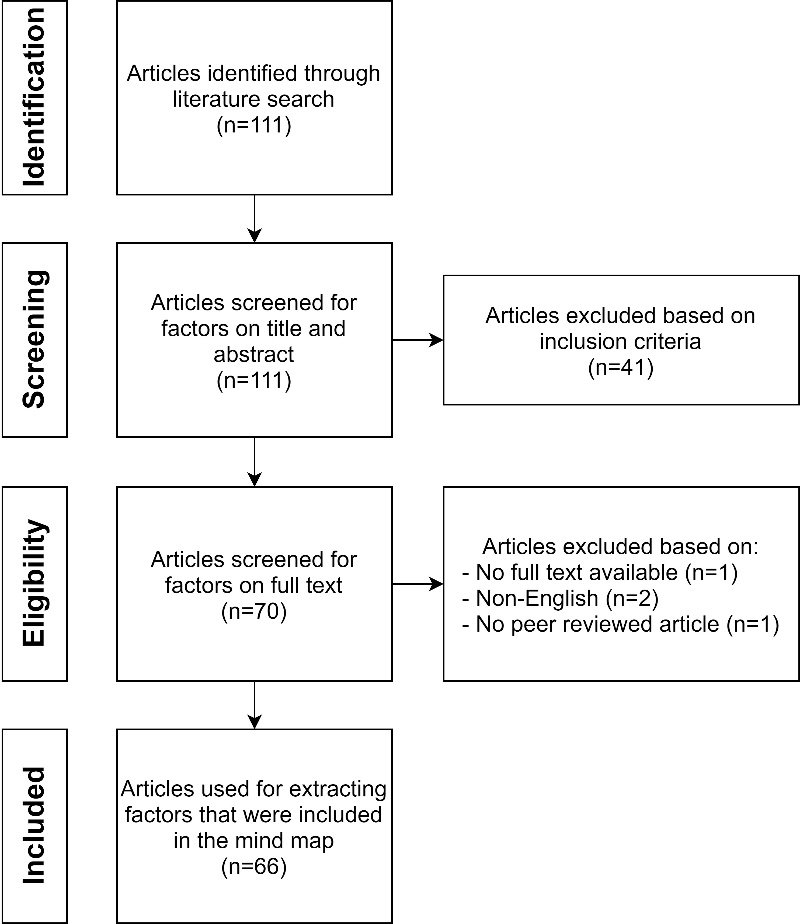 Identification
Articles identified through
literature search
(n=111)
Screening
Articles screened for
factors on title and
abstract
(n=111)
Articles excluded based on
inclusion criteria
(n=41)
Eligibility
Articles screened for
factors on full text
(n=70)
Articles excluded based on:
- No full text available (n=1)
- Non-English (n=2)
- No peer reviewed article (n=1)
Included
Articles used for extracting
factors that were included
in the mind map
(n=66)